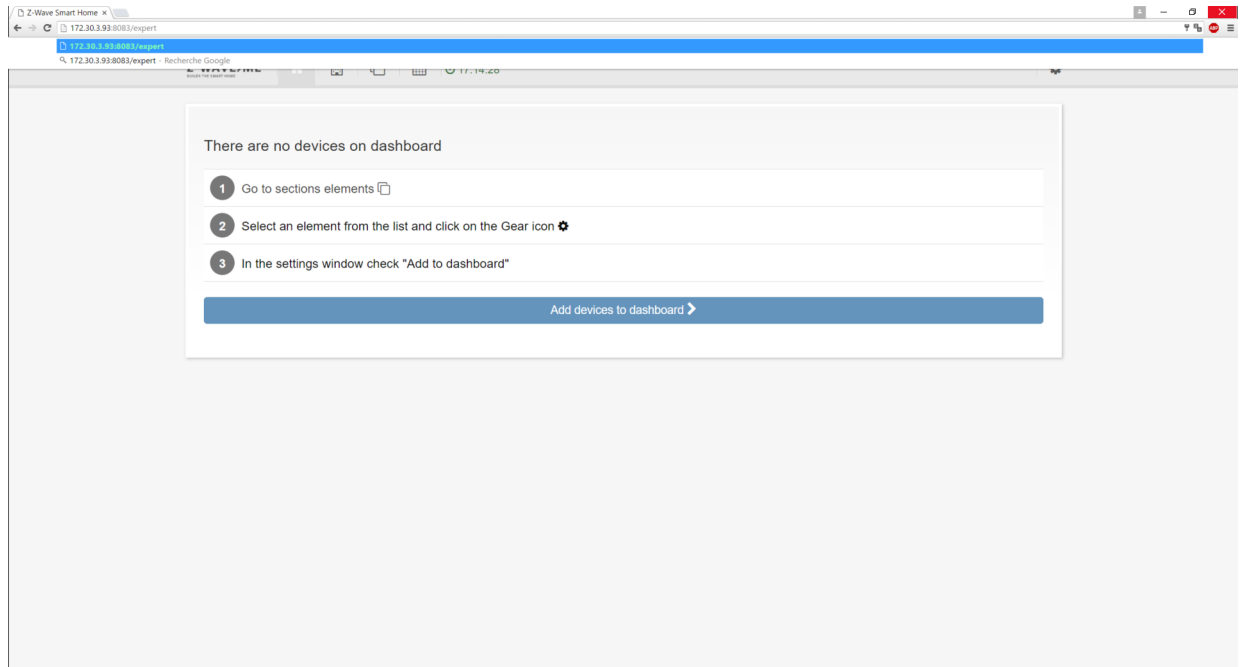 Z-Wave Smart Home
172.30.3.93:8083/expert
172.30.3.93:8083/expert
172.30.3.93:8083/expert - Recherche Google
Z-WAVE>ME
17:14:28
There are no devices on dashboard
1 Go to sections elements
2 Select an element from the list and click on the Gear icon
3 In the settings window check "Add to dashboard"
Add devices to dashboard